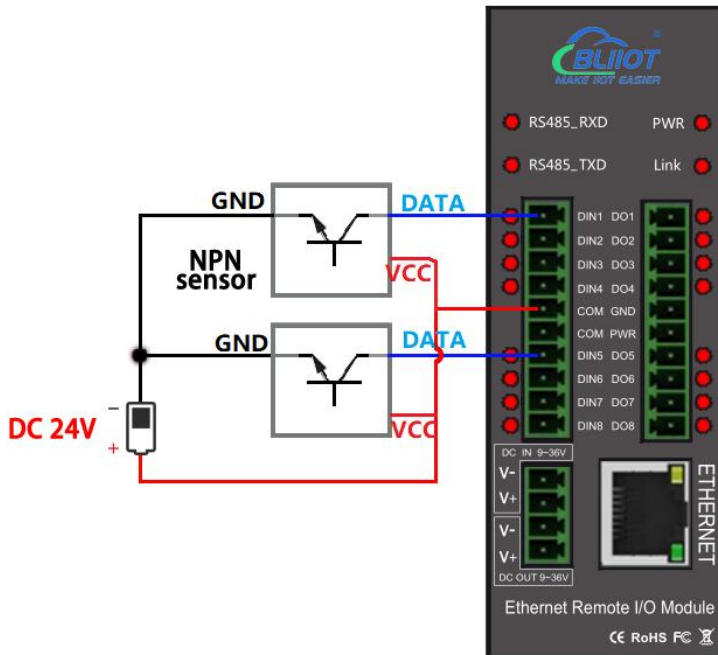 BLIIOT ®
MAKE IIOT EASIER
RS485_RXD PWR
RS485_TXD Link
GND DATA
NPN
sensor
VCC
GND DATA
VCC
DC 24V
−
+
DIN1 DO1
DIN2 DO2
DIN3 DO3
DIN4 DO4
COM GND
COM PWR
DIN5 DO5
DIN6 DO6
DIN7 DO7
DIN8 DO8
DC IN 9~36V
V-
V+
V-
V+
DC OUT 9~36V
ETHERNET
Ethernet Remote I/O Module
CE RoHS FC